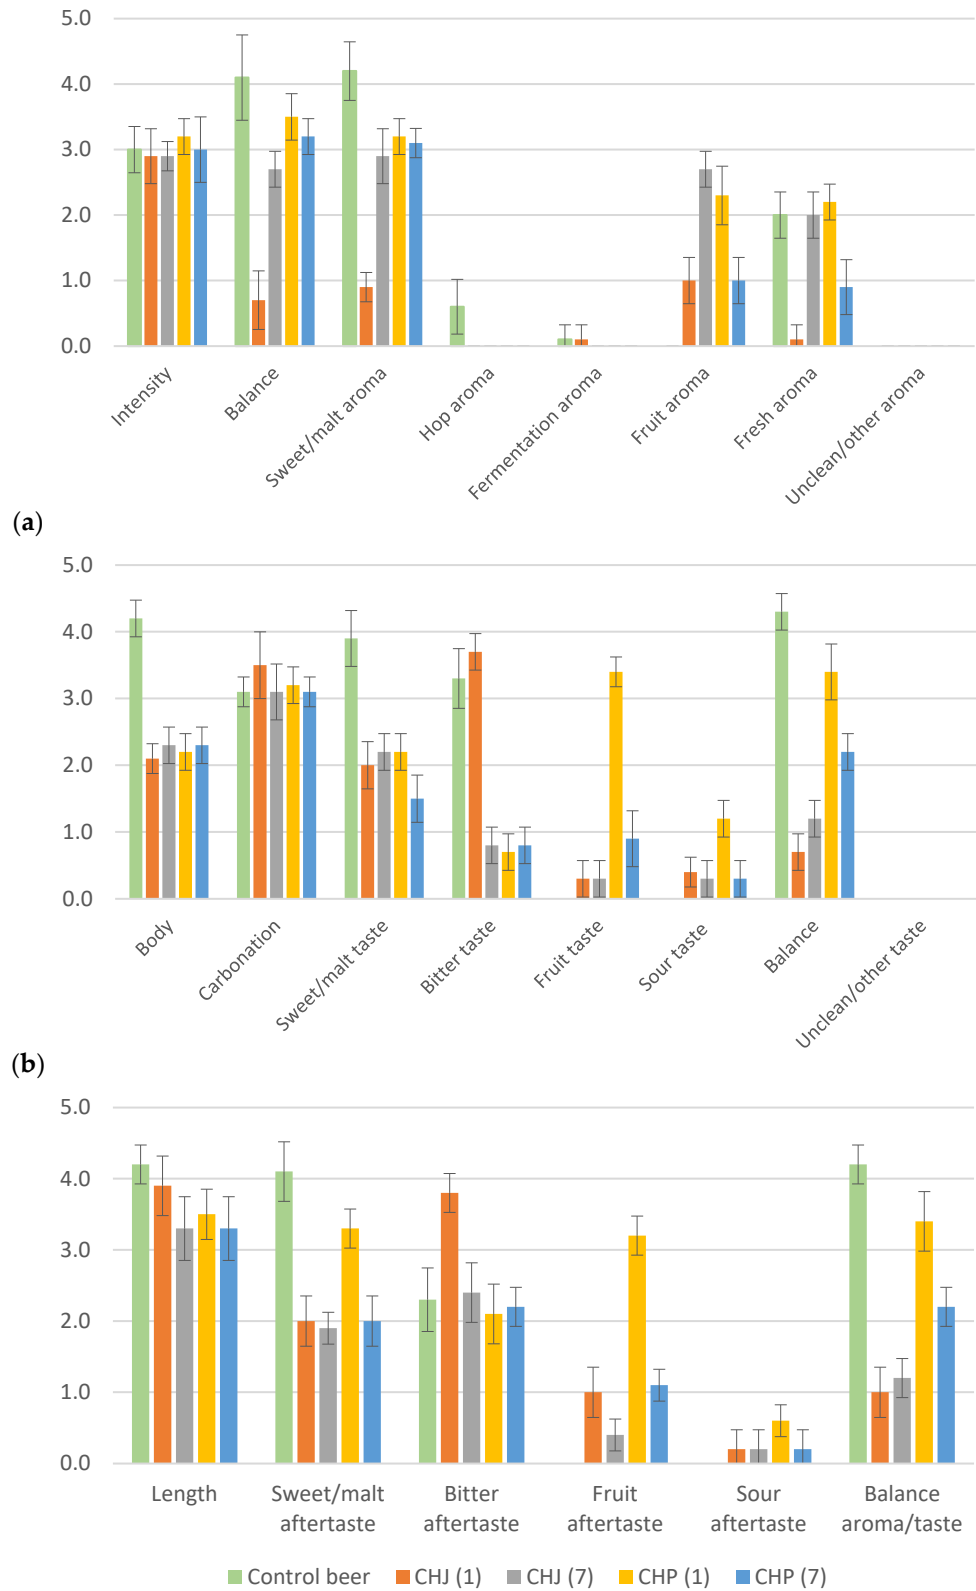 5.0
4.0
3.0
2.0
1.0
0.0
Intensity
Balance
Sweet/malt aroma
Hop aroma
Fermentation aroma
Fruit aroma
Fresh aroma
Unclean/other aroma
(a)
5.0
4.0
3.0
2.0
1.0
0.0
Body
Carbonation
Sweet/malt taste
Bitter taste
Fruit taste
Sour taste
Balance
Unclean/other taste
(b)
5.0
4.0
3.0
2.0
1.0
0.0
Length
Sweet/malt
aftertaste
Bitter
aftertaste
Fruit
aftertaste
Sour
aftertaste
Balance
aroma/taste
Control beer CHJ (1) CHJ (7) CHP (1) CHP (7)